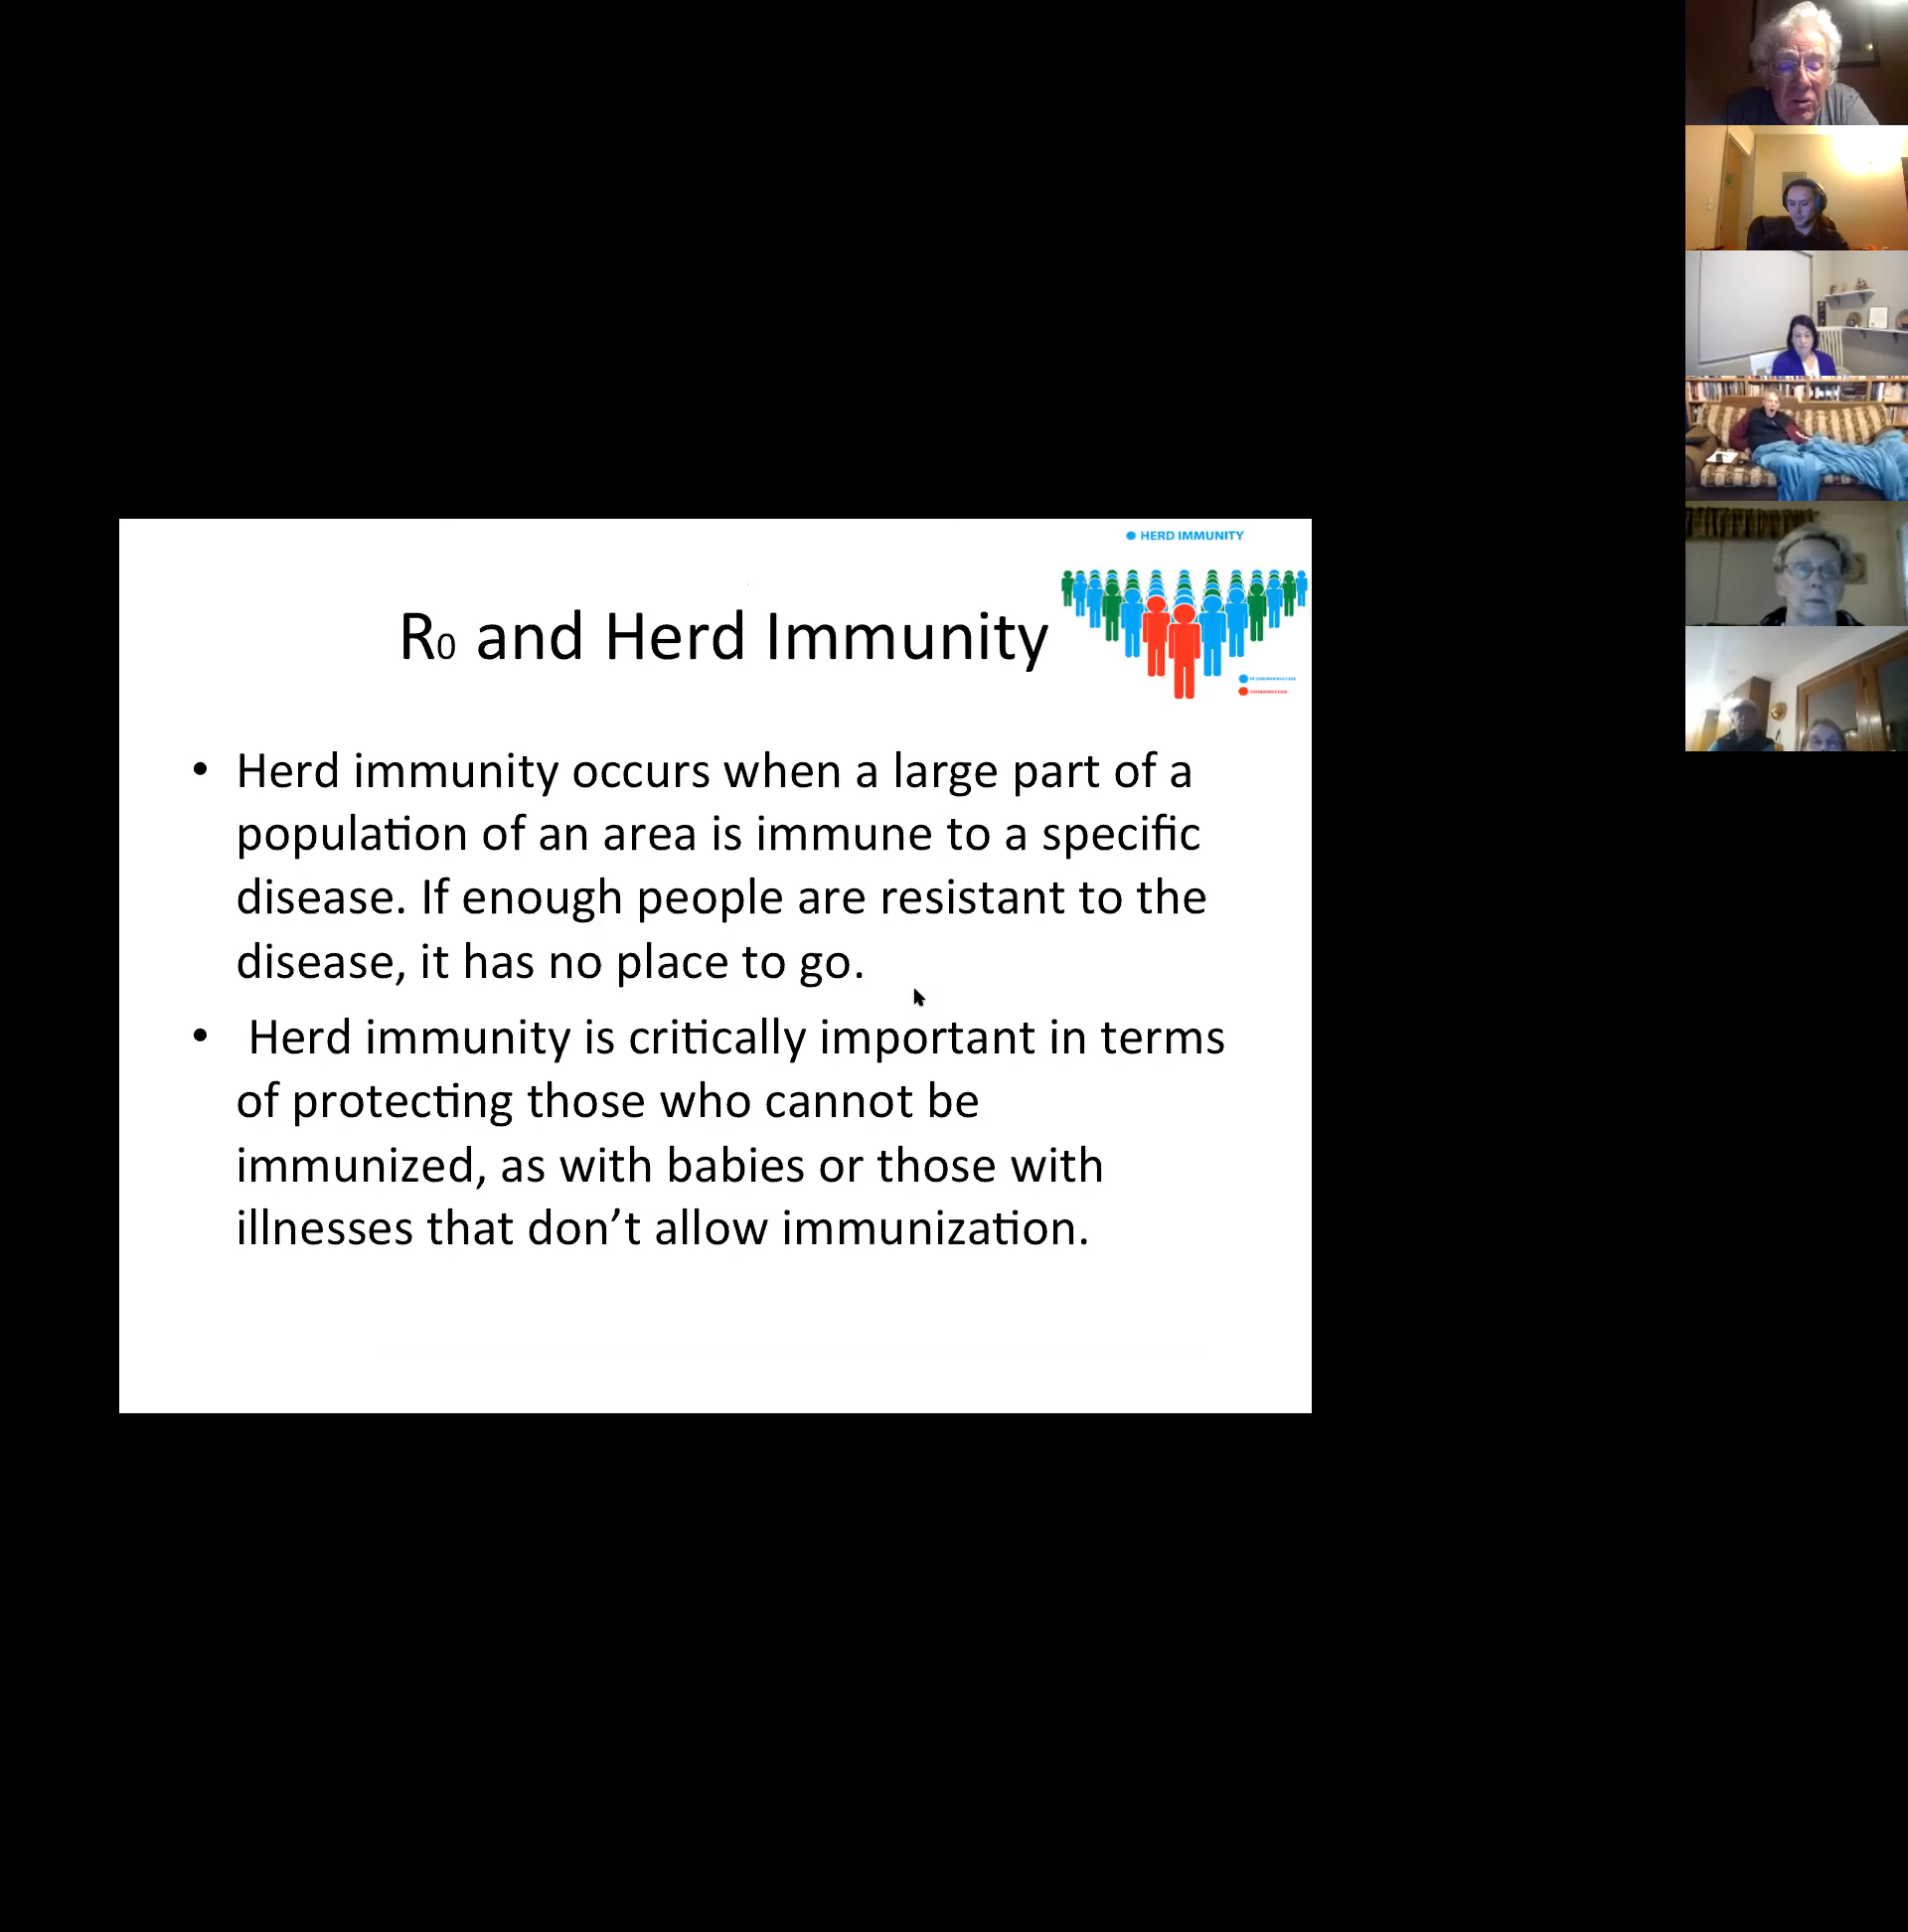 HERD IMMUNITY
R0 and Herd Immunity
• Herd immunity occurs when a large part of a
population of an area is immune to a specific
disease. If enough people are resistant to the
disease, it has no place to go.
• Herd immunity is critically important in terms
of protecting those who cannot be
immunized, as with babies or those with
illnesses that don’t allow immunization.